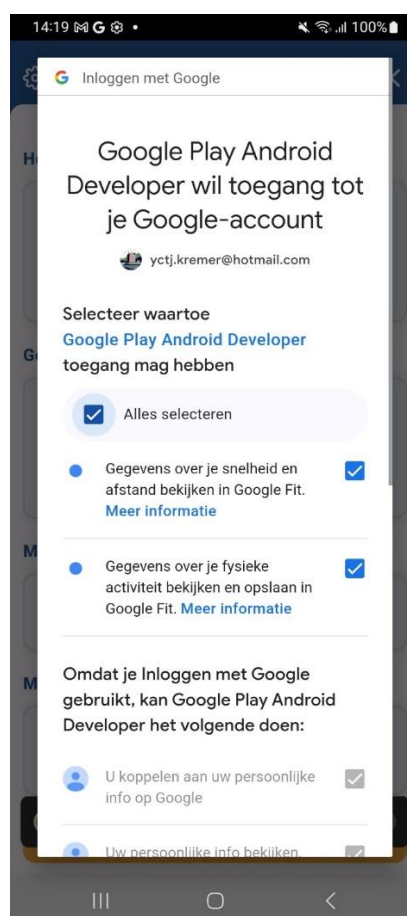 14:19 M G 100%
G Inloggen met Google
Google Play Android
Developer wil toegang tot
je Google-account
yctj.kremer@hotmail.com
Selecteer waartoe
Google Play Android Developer
toegang mag hebben
Alles selecteren
Gegevens over je snelheid en
afstand bekijken in Google Fit.
Meer informatie
Gegevens over je fysieke
activiteit bekijken en opslaan in
Google Fit. Meer informatie
Omdat je Inloggen met Google
gebruikt, kan Google Play Android
Developer het volgende doen:
U koppelen aan uw persoonlijke
info op Google
Uw persoonlijke info bekijken,